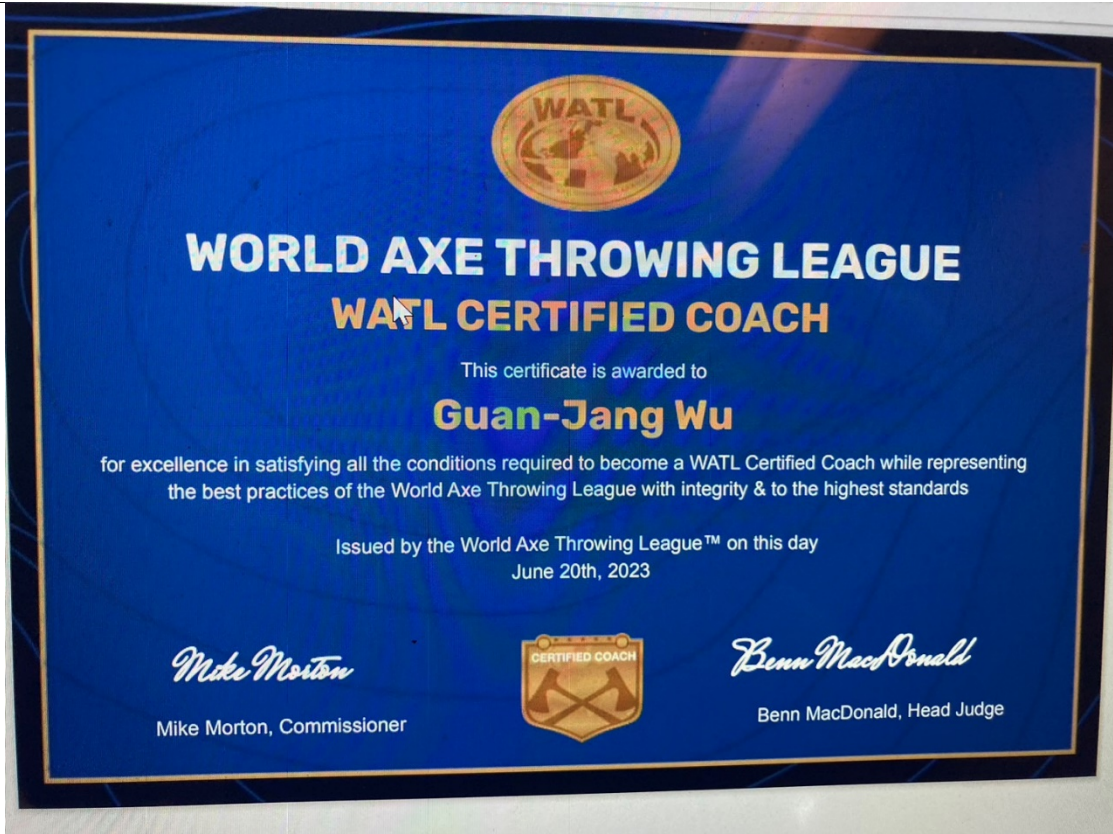 WATL
WORLD AXE THROWING LEAGUE
WATL CERTIFIED COACH
This certificate is awarded to
Guan-Jang Wu
for excellence in satisfying all the conditions required to become a WATL Certified Coach while representing
the best practices of the World Axe Throwing League with integrity & to the highest standards
Issued by the World Axe Throwing League™ on this day
June 20th, 2023
Mike Morton
Mike Morton, Commissioner
CERTIFIED COACH
Benn MacDonald
Benn MacDonald, Head Judge